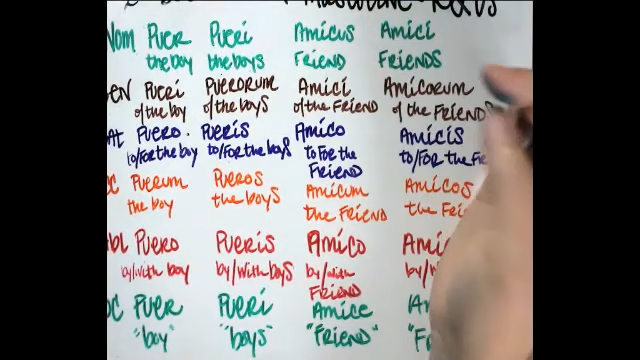 Masculine
Nom Puer Pueri Amicus Amici
the boy the boys Friend Friends
Gen Pueri Puerorum Amici Amicorum
of the boy of the boys of the Friend of the Friends
Puero Pueris Amico Amicis
to/for the boy to/for the boys to for the to/for the
Friend
Puerum Pueros Amicum Amicos
the boy the boys the Friend the
Abl Puero Pueris Amico
by/with boy by/with boys by/with
Friend
Puer Pueri Amice
"boy" "boys" "Friend"